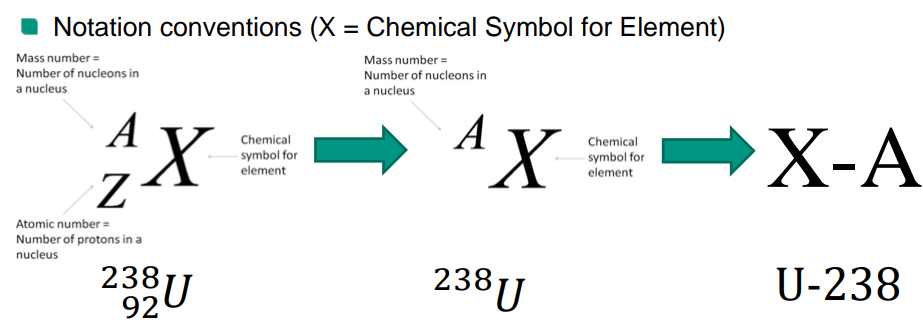 Notation conventions (X = Chemical Symbol for Element)
Mass number =
Number of nucleons in
a nucleus
A
X
Z
Chemical
symbol for
element
Atomic number =
Number of protons in a
nucleus
238
92
U
Mass number =
Number of nucleons in
a nucleus
A
X
Chemical
symbol for
element
238
U
X-A
U-238